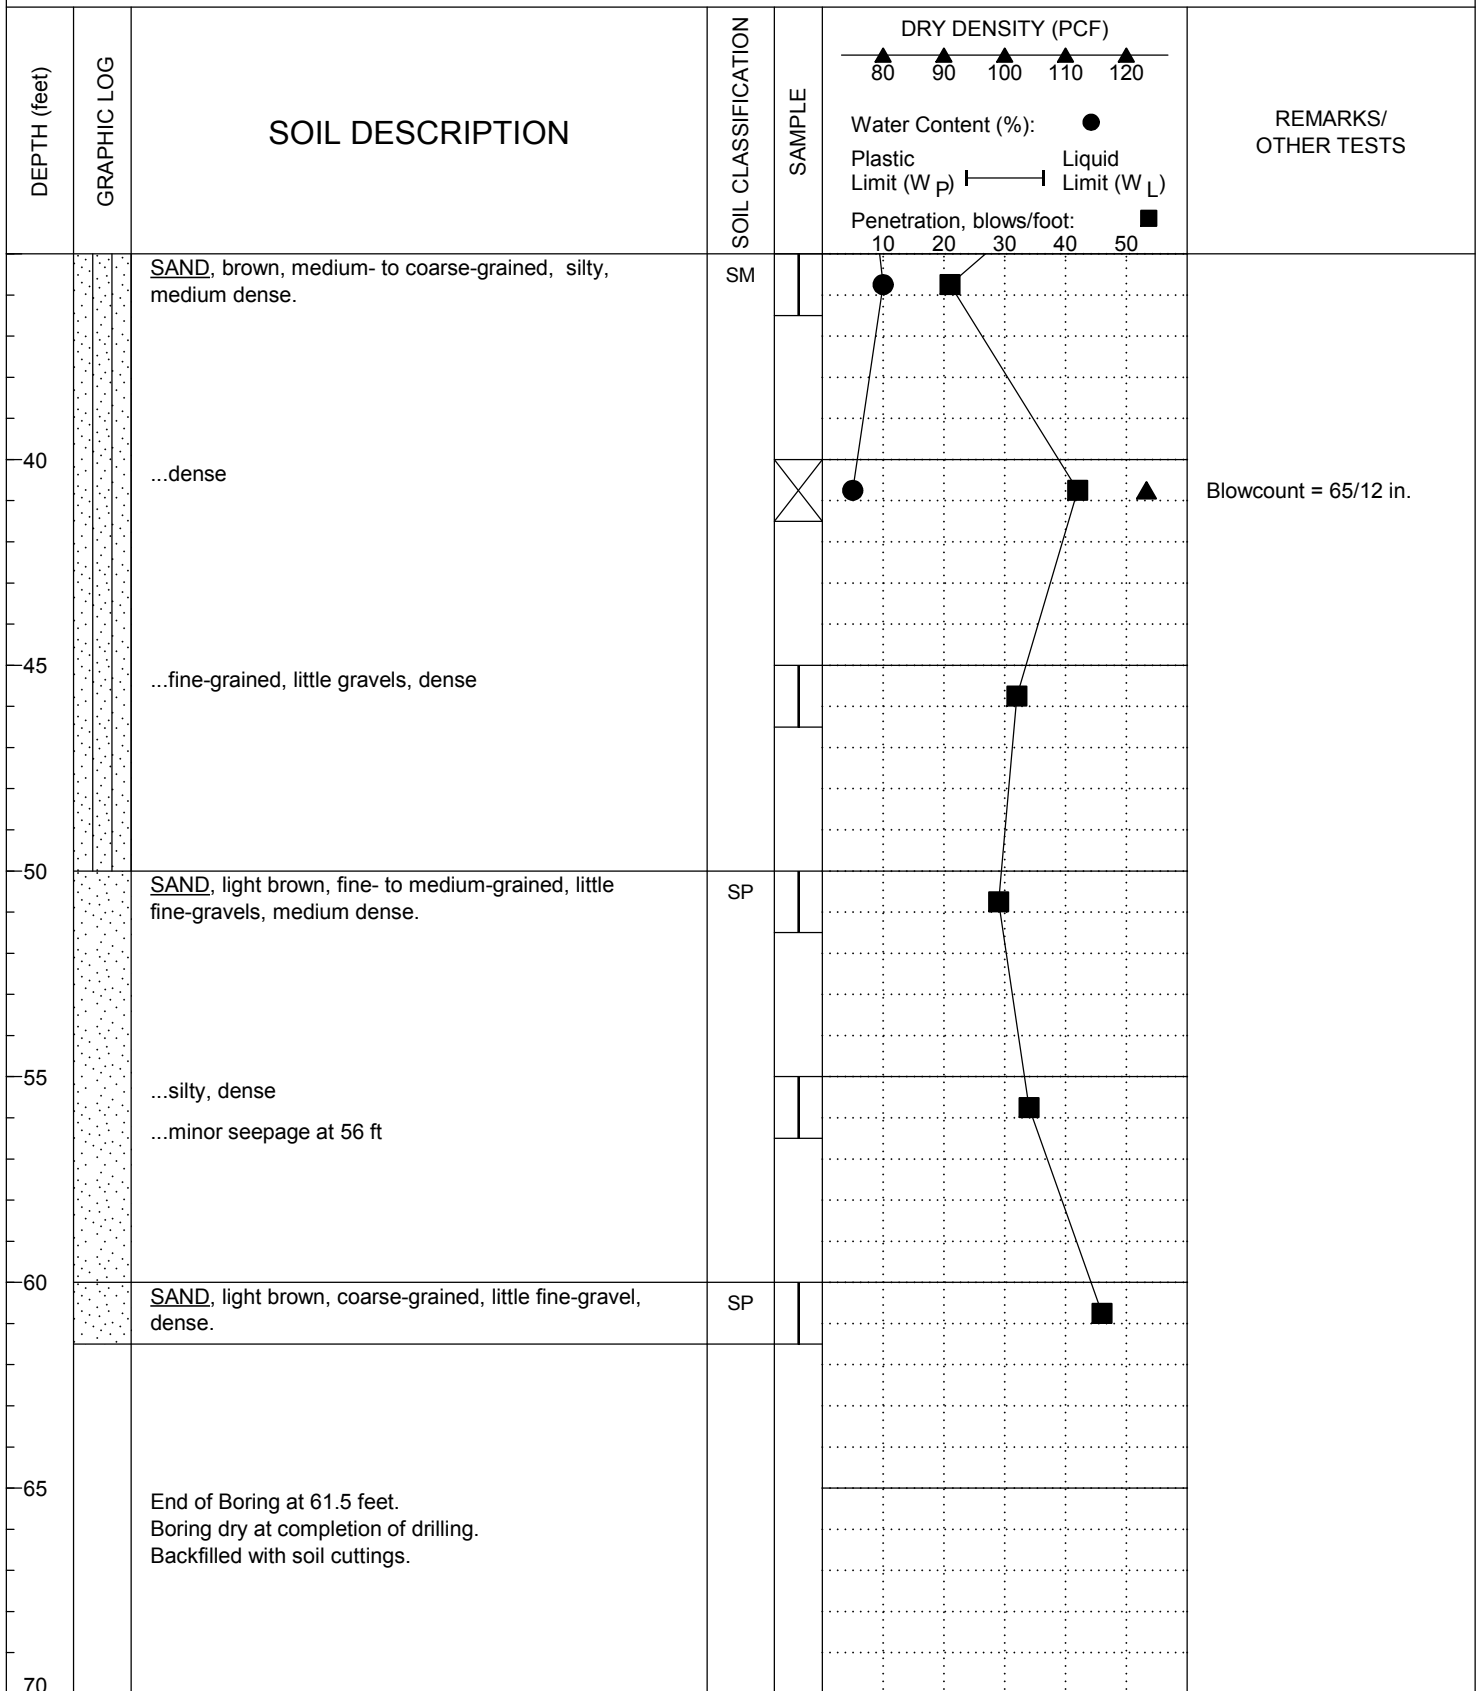 DEPTH (feet)
GRAPHIC LOG
SOIL DESCRIPTION
SOIL CLASSIFICATION
SAMPLE
DRY DENSITY (PCF)
80 90 100 110 120
Water Content (%):
Plastic
Limit (W P)
Liquid
Limit (W L)
Penetration, blows/foot:
10 20 30 40 50
REMARKS/
OTHER TESTS
SAND, brown, medium- to coarse-grained, silty,
medium dense.
SM
40
...dense
Blowcount = 65/12 in.
45
...fine-grained, little gravels, dense
50
SAND, light brown, fine- to medium-grained, little
fine-gravels, medium dense.
SP
55
...silty, dense
...minor seepage at 56 ft
60
SAND, light brown, coarse-grained, little fine-gravel,
dense.
SP
65
End of Boring at 61.5 feet.
Boring dry at completion of drilling.
Backfilled with soil cuttings.
70